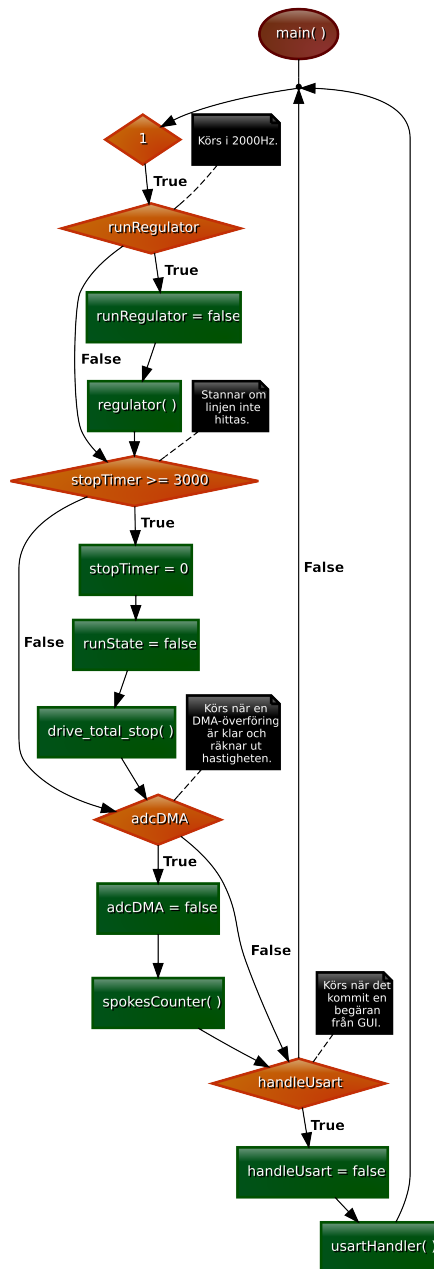 main( )
1
Körs i 2000Hz.
True
runRegulator
True
runRegulator = false
False
regulator( )
Stannar om
linjen inte
hittas.
stopTimer >= 3000
True
stopTimer = 0
False
False
runState = false
drive_total_stop( )
Körs när en
DMA-överföring
är klar och
räknar ut
hastigheten.
adcDMA
True
adcDMA = false
False
spokesCounter( )
Körs när det
kommit en
begäran
från GUI.
handleUsart
True
handleUsart = false
usartHandler( )